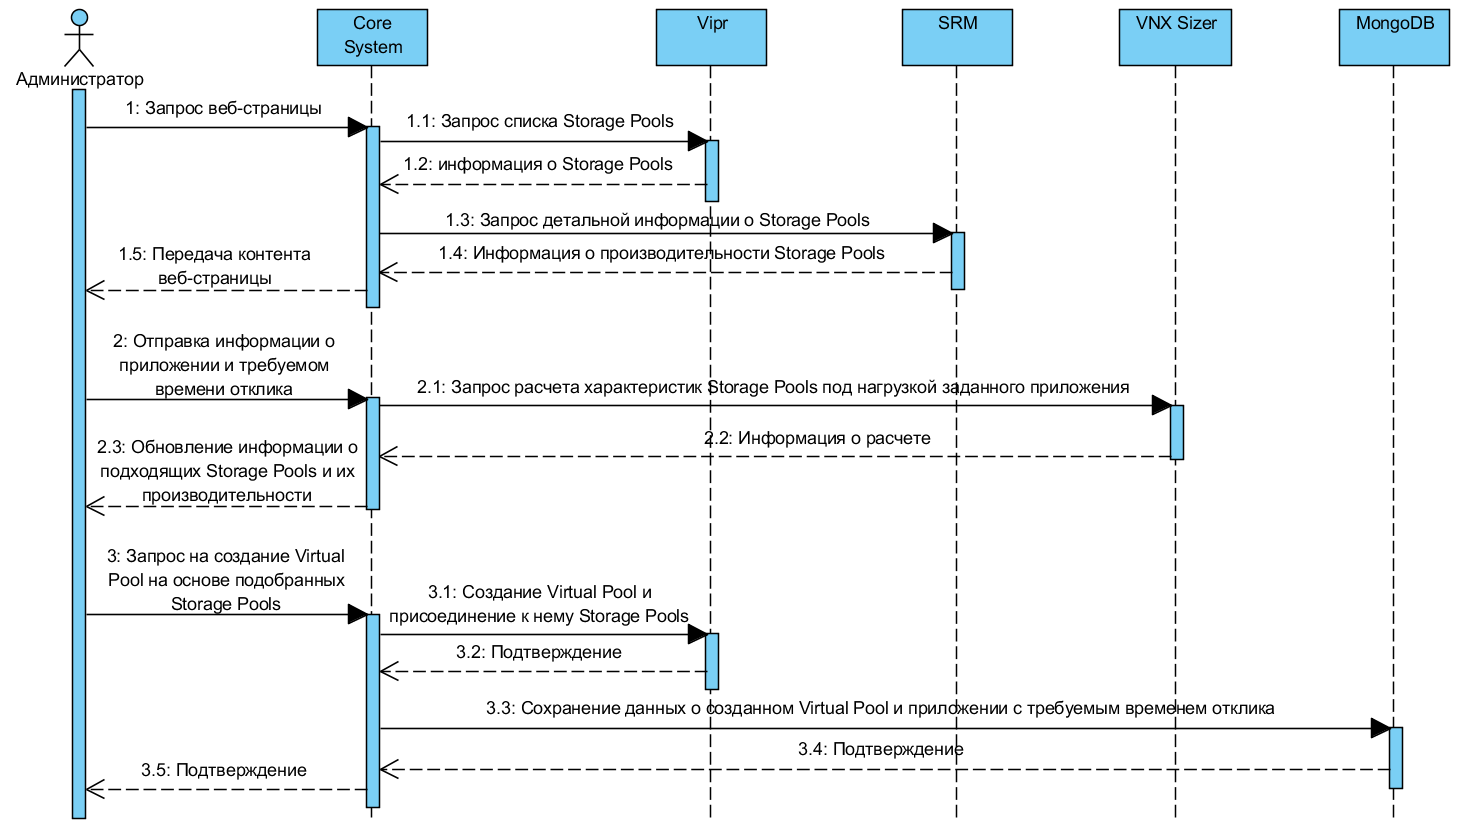 Core
System
Vipr
SRM
VNX Sizer
MongoDB
Администратор
1: Запрос веб-страницы
1.1: Запрос списка Storage Pools
1.2: информация о Storage Pools
1.3: Запрос детальной информации о Storage Pools
1.4: Информация о производительности Storage Pools
1.5: Передача контента
веб-страницы
2: Отправка информации о
приложении и требуемом
времени отклика
2.1: Запрос расчета характеристик Storage Pools под нагрузкой заданного приложения
2.2: Информация о расчете
2.3: Обновление информации о
подходящих Storage Pools и их
производительности
3: Запрос на создание Virtual
Pool на основе подобранных
Storage Pools
3.1: Создание Virtual Pool и
присоединение к нему Storage Pools
3.2: Подтверждение
3.3: Сохранение данных о созданном Virtual Pool и приложении с требуемым временем отклика
3.4: Подтверждение
3.5: Подтверждение